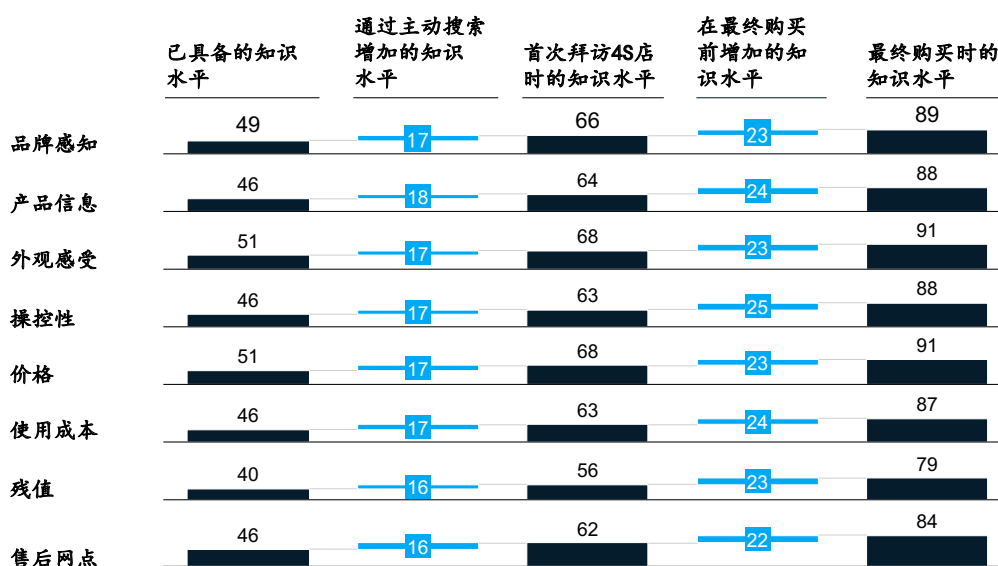 已具备的知识
水平
通过主动搜索
增加的知识
水平
首次拜访4S店
时的知识水平
在最终购买
前增加的知
识水平
最终购买时的
知识水平
品牌感知 49 17 66 23 89
产品信息 46 18 64 24 88
外观感受 51 17 68 23 91
操控性 46 17 63 25 88
价格 51 17 68 23 91
使用成本 46 17 63 24 87
残值 40 16 56 23 79
售后网点 46 16 62 22 84